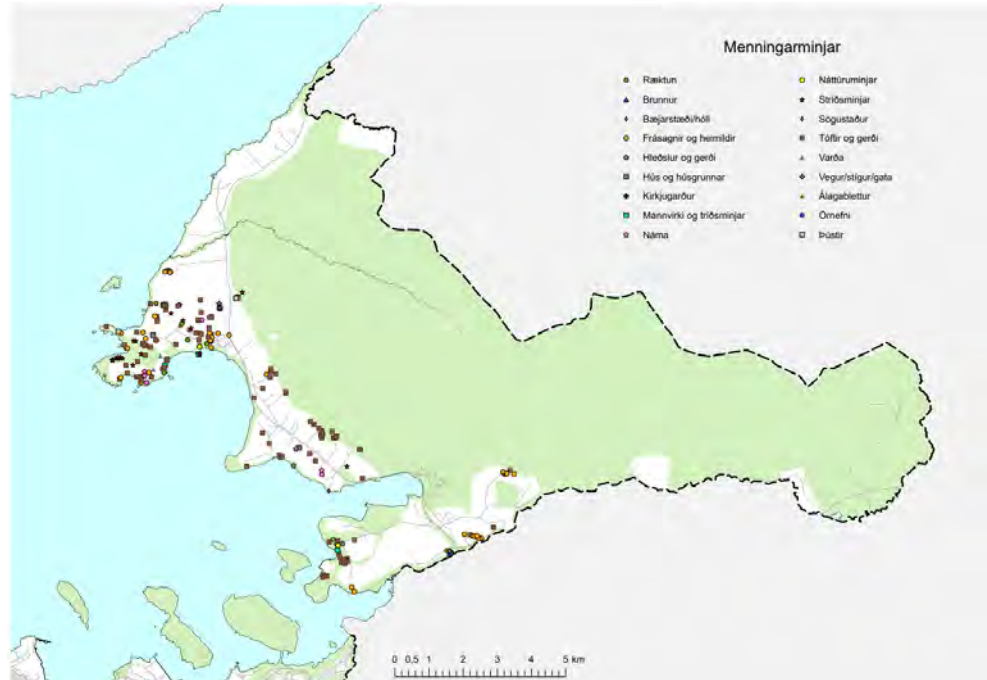 Menningarminjar
Ræktun
Brunnur
Bæjarstæði/hóll
Frásagnir og heimildir
Hleðslur og gerði
Hús og húsgrunnar
Kirkjugarður
Mannvirki og tríðsminjar
Náma
Náttúruminjar
Stríðsminjar
Sögustaður
Tóftir og gerði
Varða
Vegur/stígur/gata
Álagablettur
Örnefni
Þústir
0 0,5 1 2 3 4 5 km